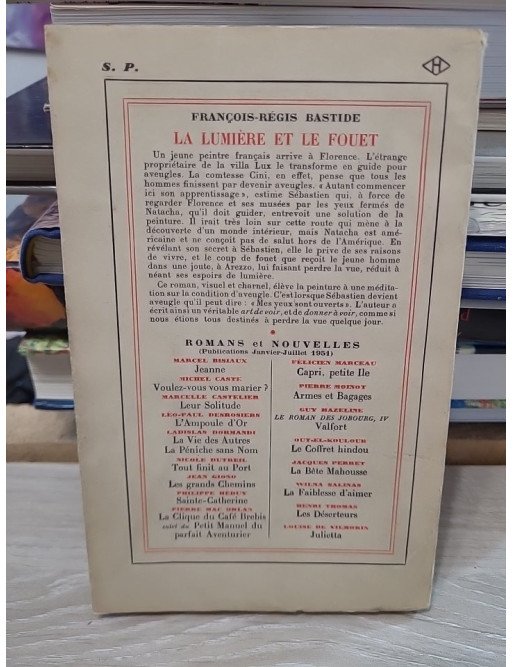 S. P.
H
FRANÇOIS-RÉGIS BASTIDE
LA LUMIÈRE ET LE FOUET
Un jeune peintre français arrive à Florence. L'étrange
propriétaire de la villa Lux le transforme en guide pour
aveugles. La comtesse Cini, en effet, pense que tous les
hommes finissent par devenir aveugles. « Autant commencer
ici son apprentissage », estime Sébastien qui, à force de
regarder Florence et ses musées par les yeux fermés de
Natacha, qu'il doit guider, entrevoit une solution de la
peinture. Il irait très loin sur cette route qui mène à la
découverte d'un monde intérieur, mais Natacha est amé-
ricaine et ne conçoit pas de salut hors de l'Amérique. En
révélant son secret à Sébastien, elle le prive de ses raisons
de vivre, et le coup de fouet que reçoit le jeune homme
dans une joute, à Arezzo, lui faisant perdre la vue, réduit à
néant ses espoirs de lumière.
Ce roman, visuel et charnel, élève la peinture à une médita-
tion sur la condition d'aveugle. C'est lorsque Sébastien devient
aveugle qu'il peut dire : « Mes yeux sont ouverts ». L'auteur a
écrit ainsi un véritable art de voir, et de donner à voir, comme si
nous étions tous destinés à perdre la vue quelque jour.
ROMANS et NOUVELLES
(Publications Janvier-Juillet 1951)
MARCEL BISIAUX
Jeanne
MICHEL CASTE
Voulez-vous vous marier ?
MARCELLE CASTELIER
Leur Solitude
LÉO-PAUL DESROSIERS
L'Ampoule d'Or
LADISLAS DORMANDI
La Vie des Autres
La Péniche sans Nom
NICOLE DUTREIL
Tout finit au Port
JEAN GIONO
Les grands Chemins
PHILIPPE HÉDUY
Sainte-Catherine
PIERRE MAC ORLAN
La Clique du Café Brebis
suivi du Petit Manuel du
parfait Aventurier
FÉLICIEN MARCEAU
Capri, petite Ile
PIERRE MOINOT
Armes et Bagages
GUY MAZELINE
LE ROMAN DES JOBOURG, IV
Valfort
OUT-EL-KOULOUB
Le Coffret hindou
JACQUES PERRET
La Bête Mahousse
WILNA SALINAS
La Faiblesse d'aimer
HENRI THOMAS
Les Déserteurs
LOUISE DE VILMORIN
Julietta